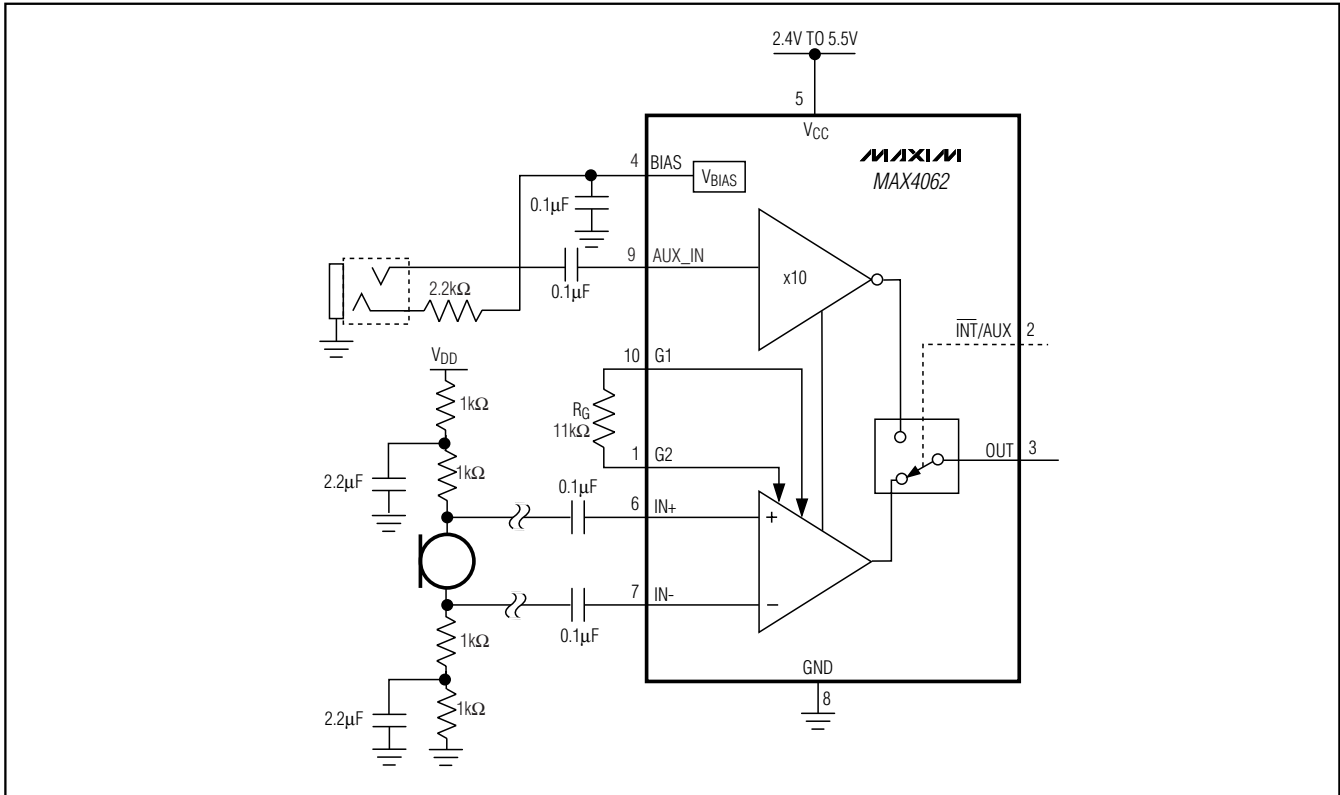 2.4V TO 5.5V
5
VCC
MAXIM
MAX4062
4 BIAS
VBIAS
0.1µF
9 AUX_IN
0.1µF
x10
2.2kΩ
INT/AUX 2
VDD
10 G1
1kΩ
RG
11kΩ
1 G2
1kΩ
2.2µF
0.1µF
6 IN+
+
OUT 3
7 IN-
−
0.1µF
1kΩ
GND
8
2.2µF
1kΩ